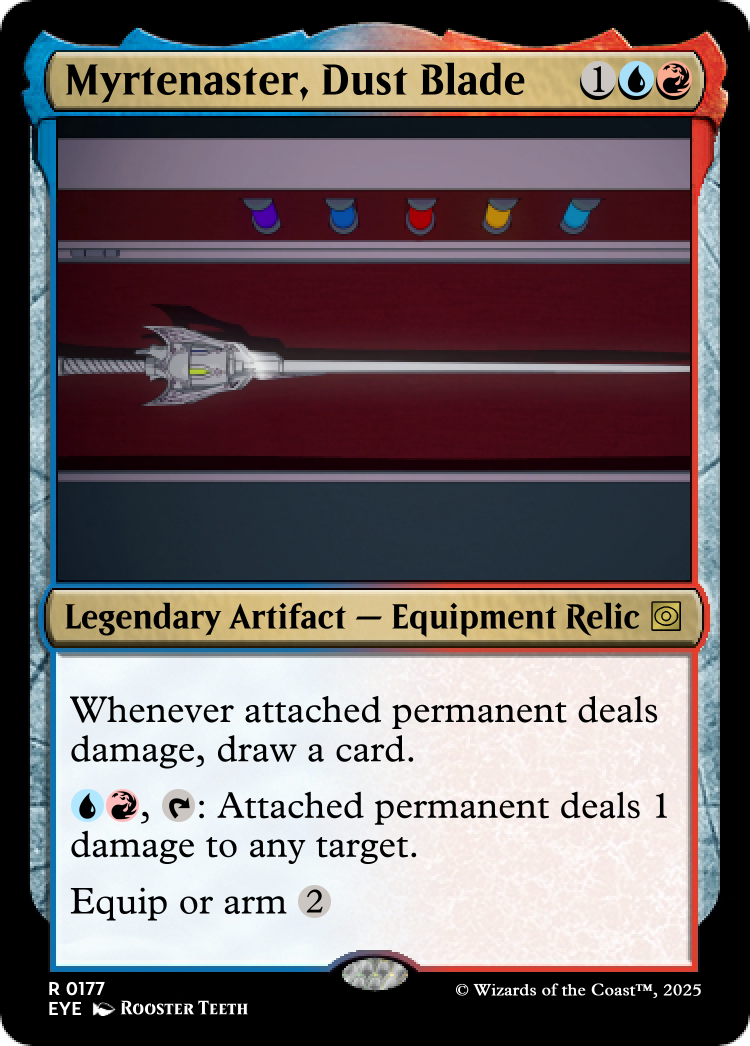 Myrtenaster, Dust Blade 1
Legendary Artifact — Equipment Relic
Whenever attached permanent deals
damage, draw a card.
, : Attached permanent deals 1
damage to any target.
Equip or arm 2
R 0177
EYE ROOSTER TEETH
© Wizards of the Coast™, 2025